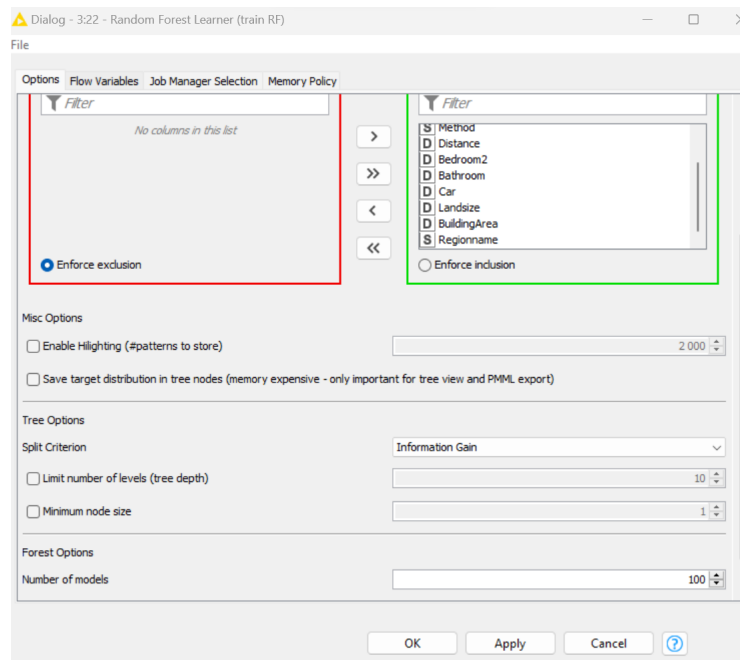 Dialog - 3:22 - Random Forest Learner (train RF)
File
Options Flow Variables Job Manager Selection Memory Policy
Filter
No columns in this list
Filter
S Method
D Distance
D Bedroom2
D Bathroom
D Car
D Landsize
D BuildingArea
S Regionname
> 
>>
<
<<
Enforce exclusion
Enforce inclusion
Misc Options
Enable Hilighting (#patterns to store) 2 000
Save target distribution in tree nodes (memory expensive - only important for tree view and PMML export)
Tree Options
Split Criterion Information Gain
Limit number of levels (tree depth) 10
Minimum node size 1
Forest Options
Number of models 100
OK Apply Cancel ?